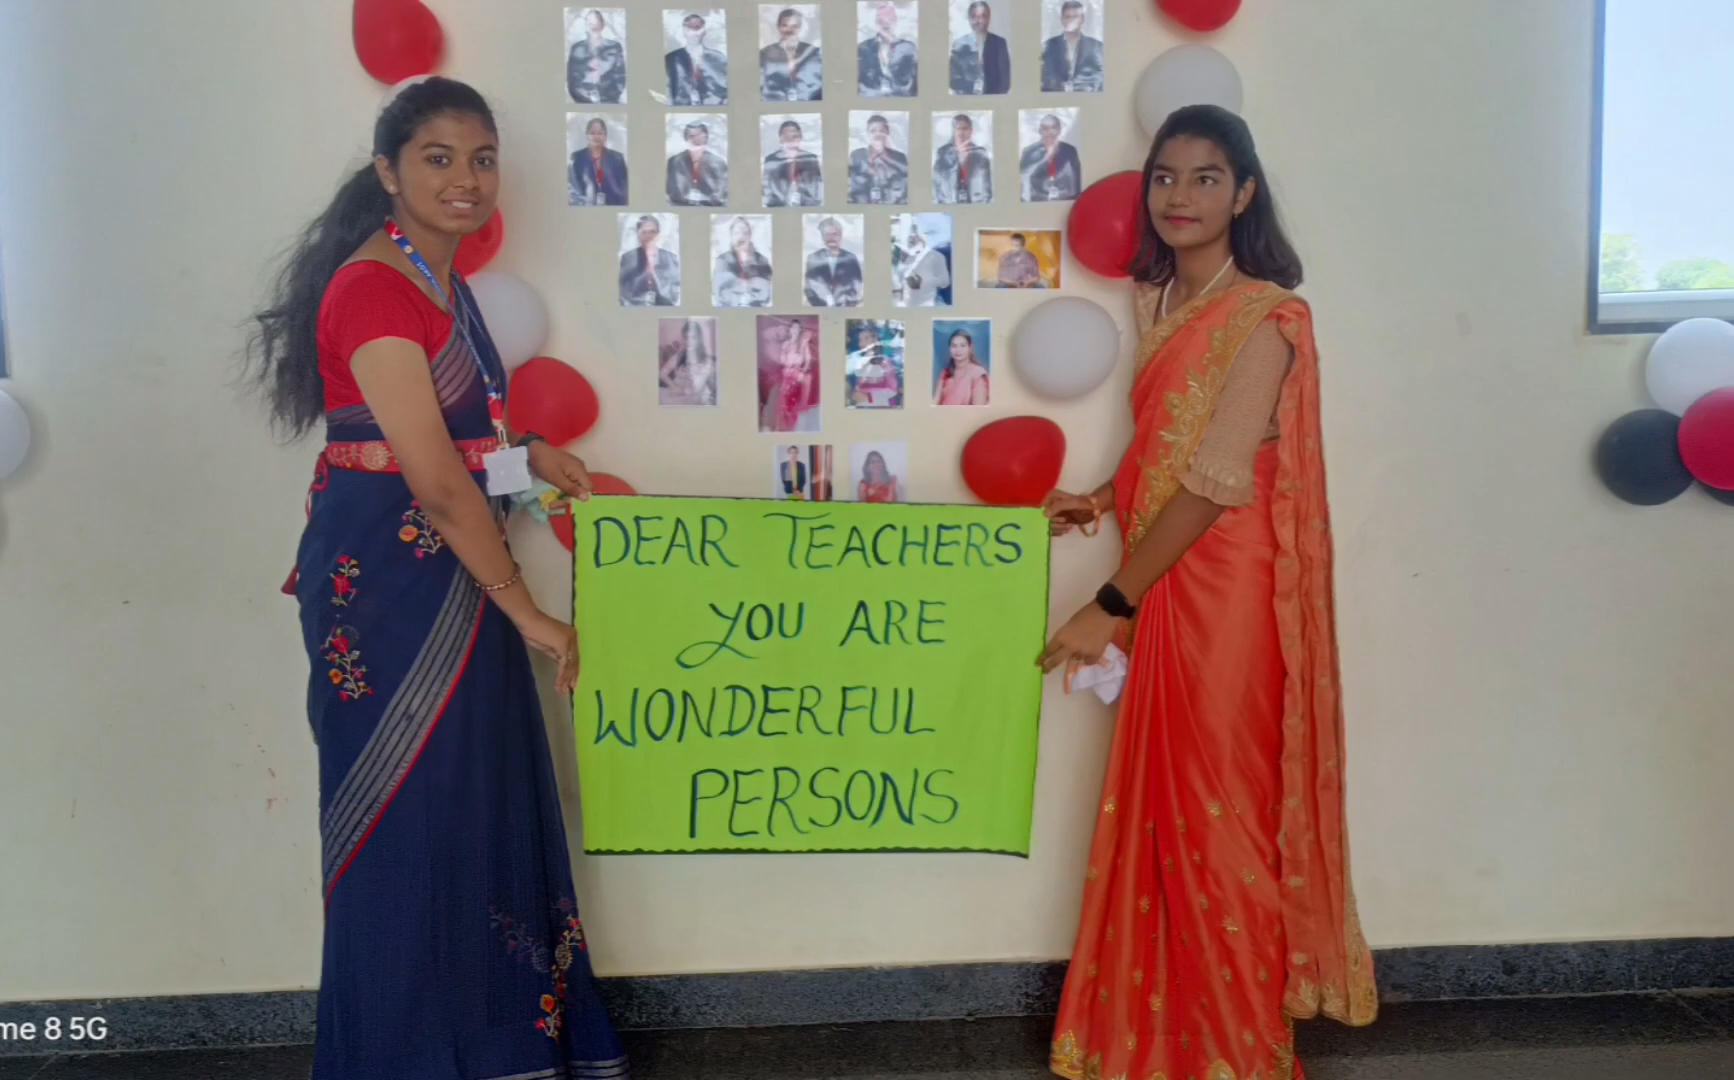 DEAR TEACHERS
YOU ARE
WONDERFUL
PERSONS
me 8 5G